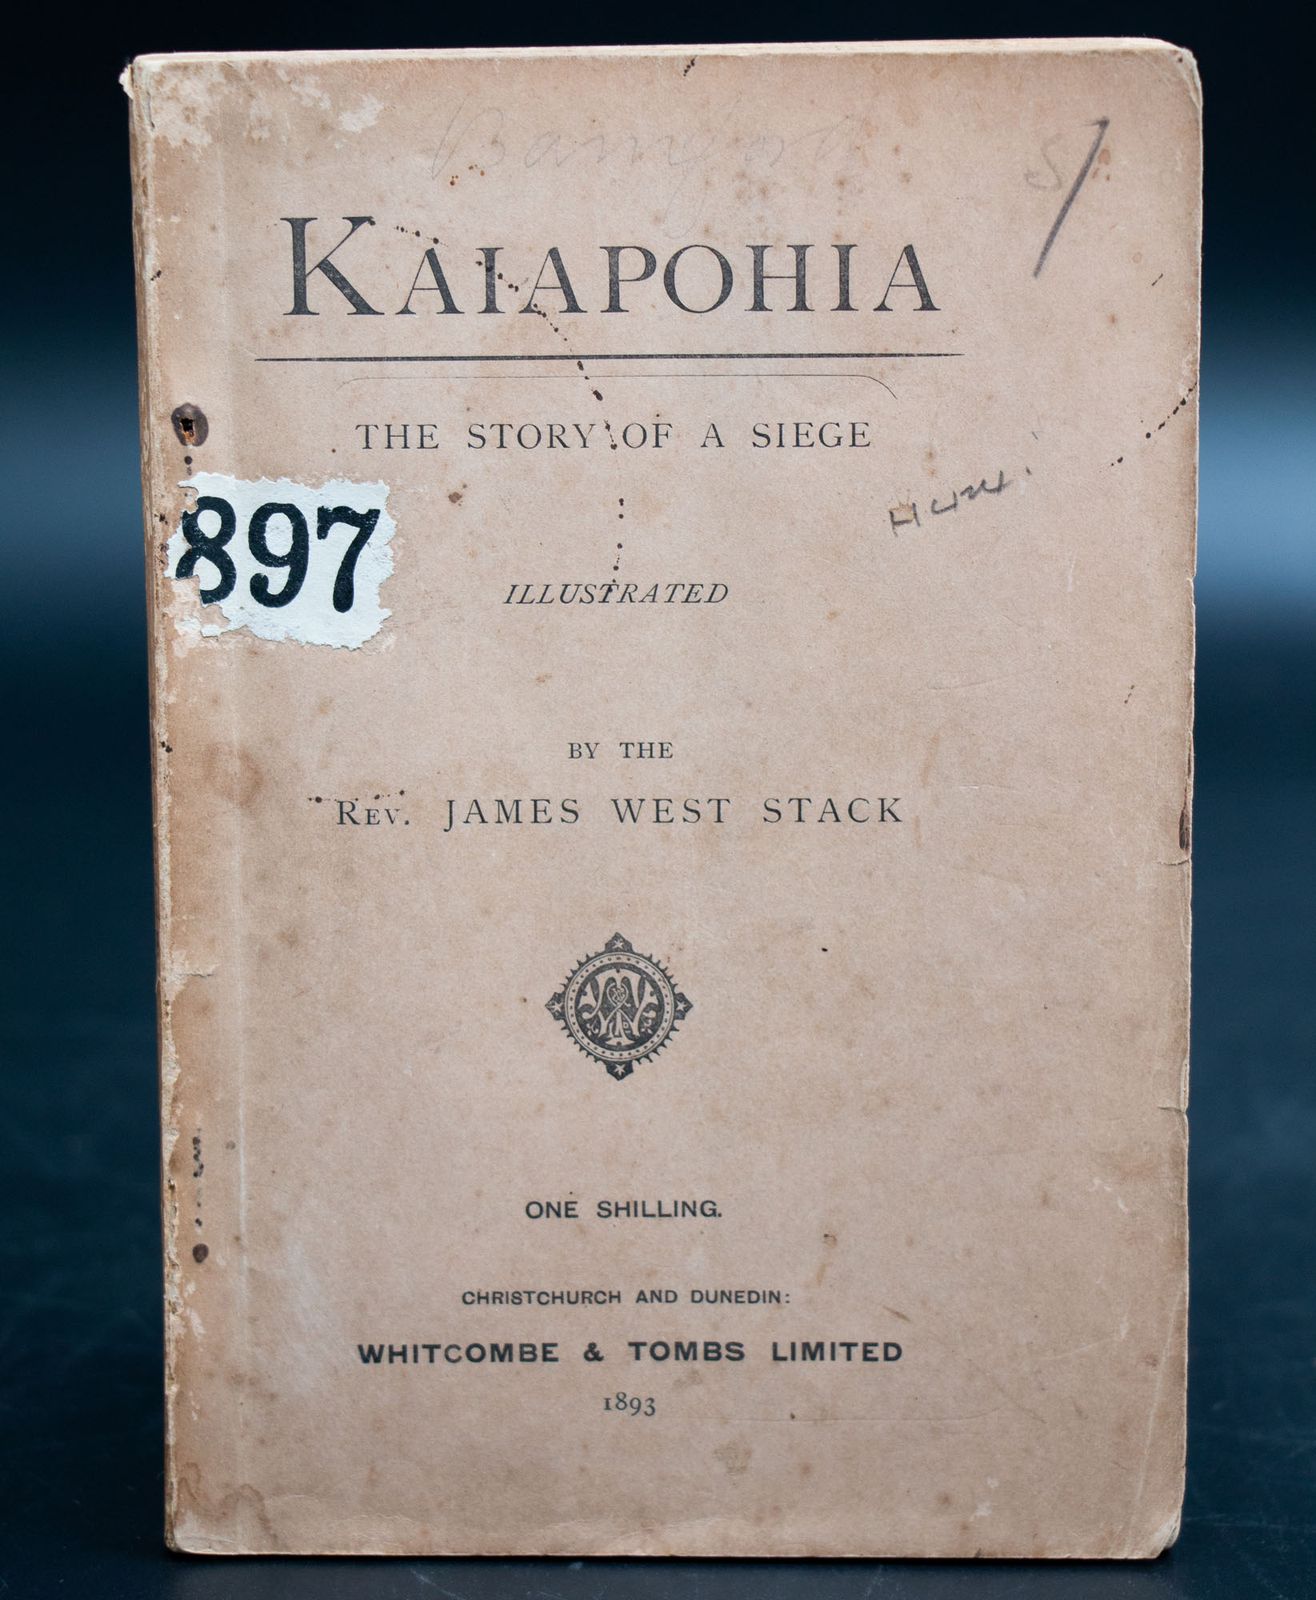 KAIAPOHIA
THE STORY OF A SIEGE
897
ILLUSTRATED
BY THE
REV. JAMES WEST STACK
ONE SHILLING.
CHRISTCHURCH AND DUNEDIN:
WHITCOMBE & TOMBS LIMITED
1893